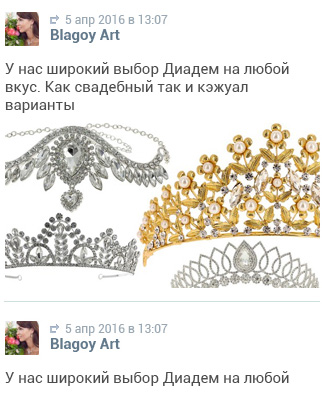 5 апр 2016 в 13:07
Blagoy Art
У нас широкий выбор Диадем на любой
вкус. Как свадебный так и кэжуал
варианты
5 апр 2016 в 13:07
Blagoy Art
У нас широкий выбор Диадем на любой